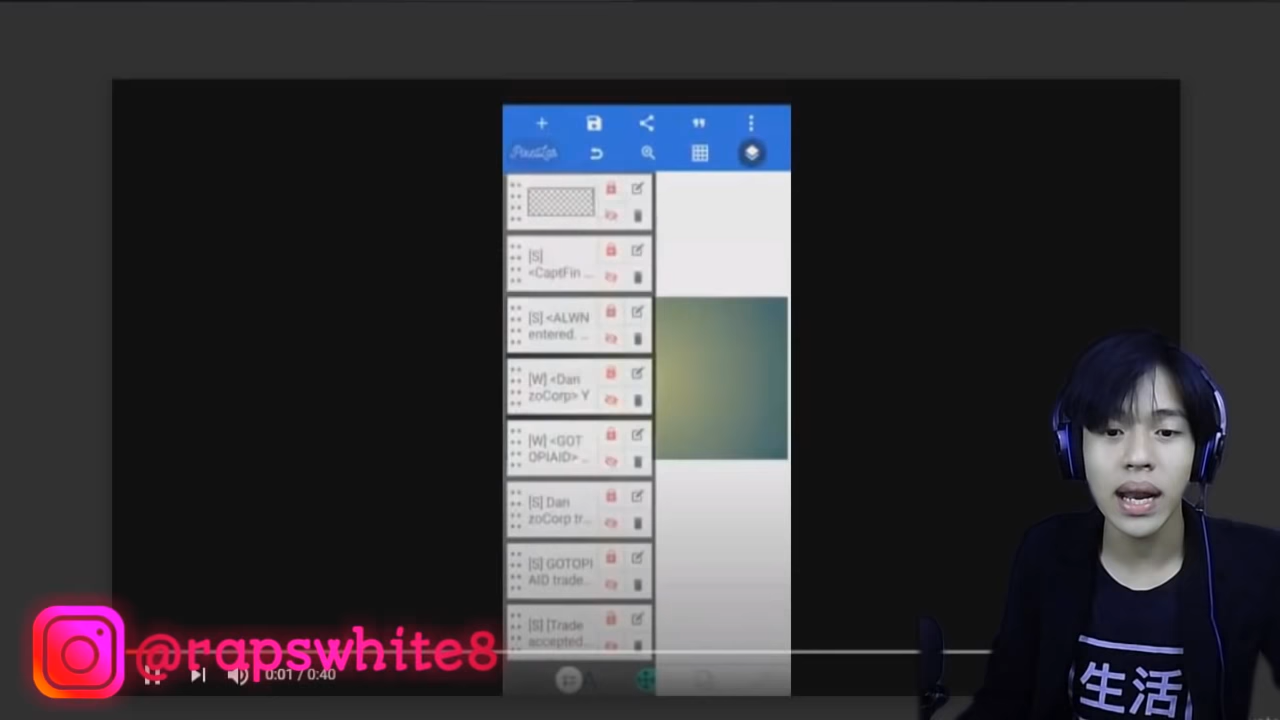 PixelLab
[S]
<CaptFin ...
[S] <ALWN
entered. ...
[W] <Dan
zoCorp> Y
[W] <GOT
OPIAID> ...
[S] Dan
zoCorp tr...
[S] GOTOPI
AID trade...
[S] [Trade
accepted...
@rapswhite8
0:01 / 0:40
生活